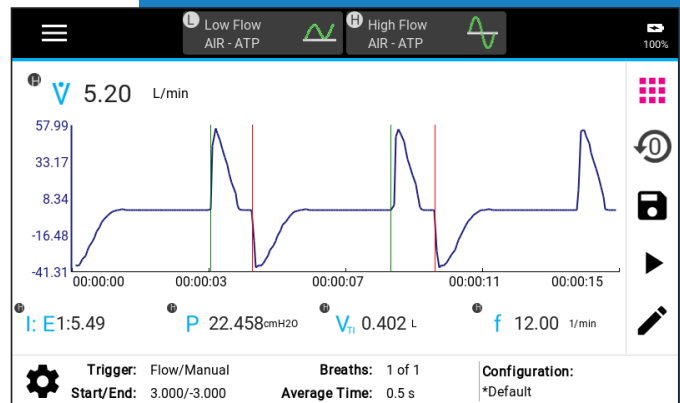 L Low Flow
AIR - ATP
H High Flow
AIR - ATP
100%
H V̇ 5.20 L/min
57.99
33.17
8.34
-16.48
-41.31
00:00:00 00:00:03 00:00:07 00:00:11 00:00:15
H I: E 1:5.49
H P 22.458 cmH2O
H VTI 0.402 L
H f 12.00 1/min
0
Trigger: Flow/Manual
Start/End: 3.000/-3.000
Breaths: 1 of 1
Average Time: 0.5 s
Configuration:
*Default